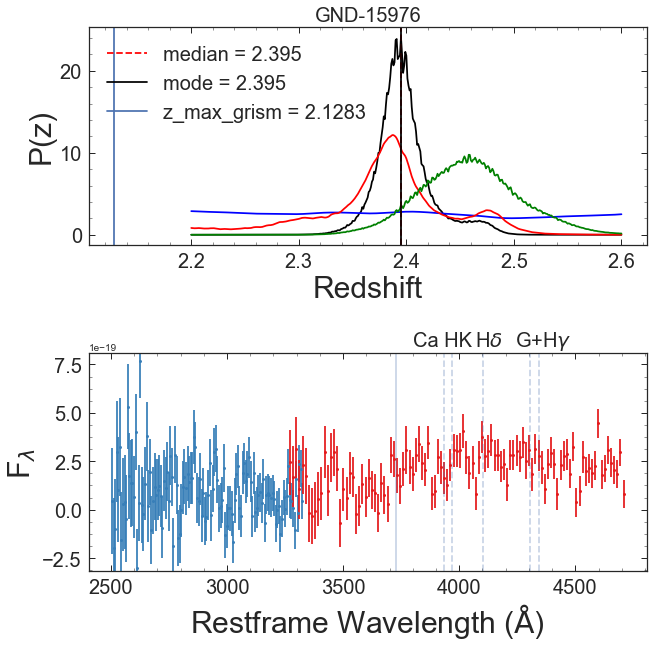 GND-15976
median = 2.395
mode = 2.395
z_max_grism = 2.1283
P(z)
20
10
0
2.2 2.3 2.4 2.5 2.6
Redshift
1e−19
Ca HK Hδ G+Hγ
7.5
5.0
2.5
0.0
−2.5
F_λ
2500 3000 3500 4000 4500
Restframe Wavelength (Å)